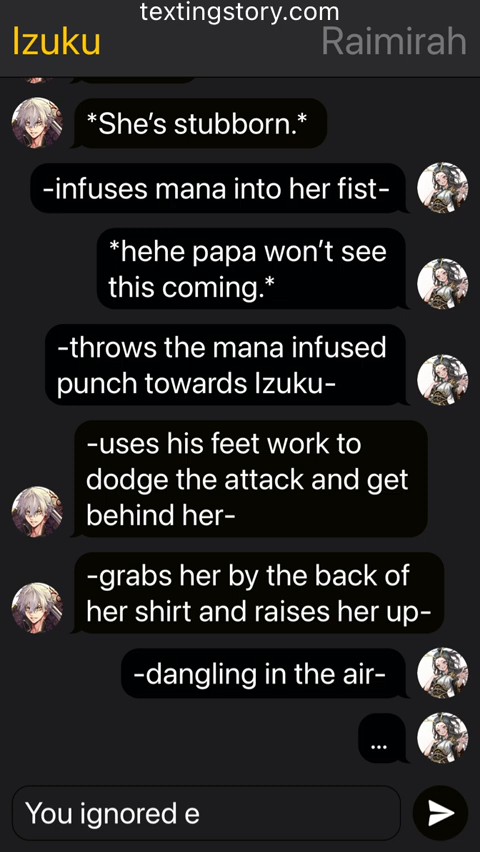 textingstory.com
Izuku
Raimirah
*She’s stubborn.*
-infuses mana into her fist-
*hehe papa won’t see
this coming.*
-throws the mana infused
punch towards Izuku-
-uses his feet work to
dodge the attack and get
behind her-
-grabs her by the back of
her shirt and raises her up-
-dangling in the air-
...
You ignored e